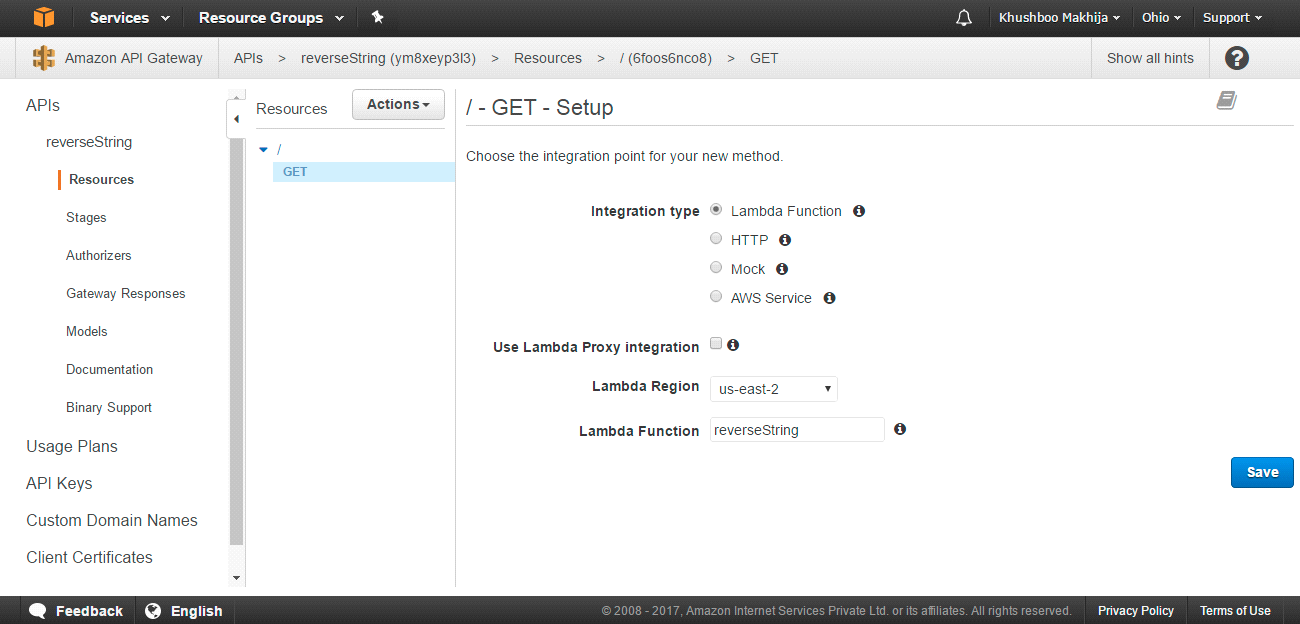 Services Resource Groups Khushboo Makhija Ohio Support
Amazon API Gateway APIs > reverseString (ym8xeyp3l3) > Resources > / (6foos6nco8) > GET Show all hints
APIs
reverseString
Resources
Stages
Authorizers
Gateway Responses
Models
Documentation
Binary Support
Usage Plans
API Keys
Custom Domain Names
Client Certificates
Resources Actions
/
GET
/ - GET - Setup
Choose the integration point for your new method.
Integration type Lambda Function
HTTP
Mock
AWS Service
Use Lambda Proxy integration
Lambda Region us-east-2
Lambda Function reverseString
Save
Feedback English © 2008 - 2017, Amazon Internet Services Private Ltd. or its affiliates. All rights reserved. Privacy Policy Terms of Use